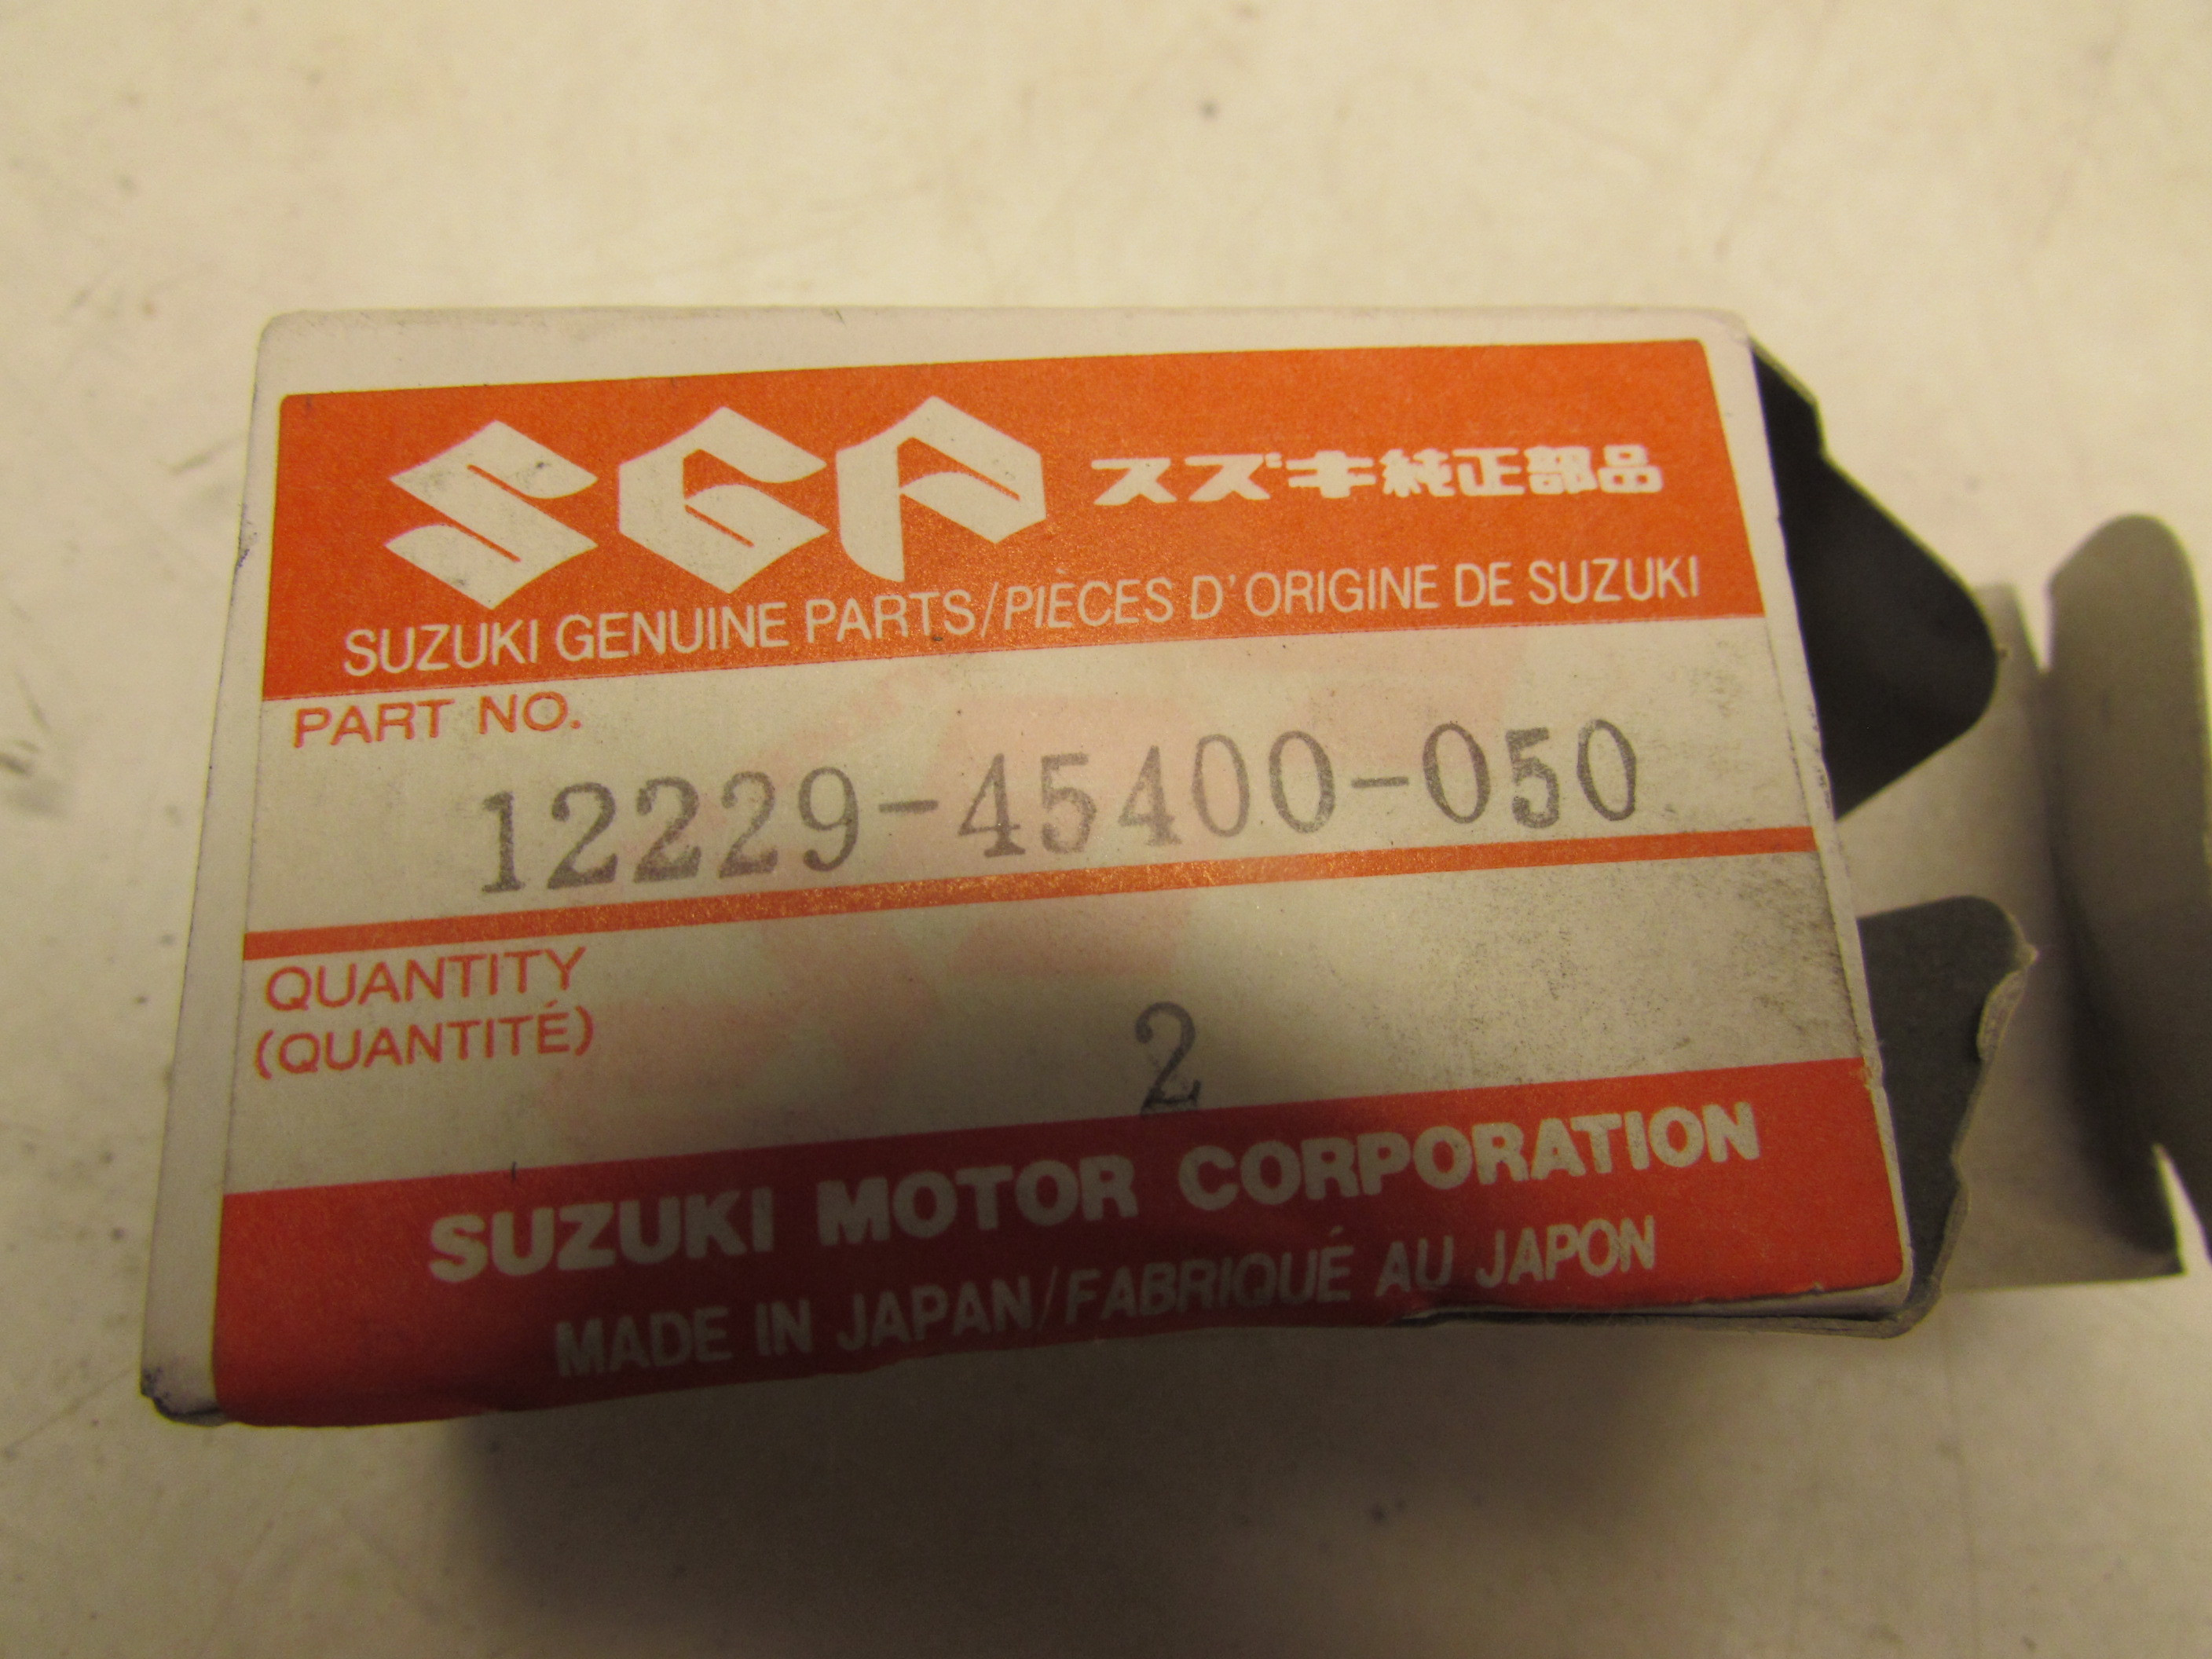 SGP スズキ純正部品
SUZUKI GENUINE PARTS/PIÈCES D'ORIGINE DE SUZUKI
PART NO.
12229-45400-050
QUANTITY
(QUANTITÉ)
2
SUZUKI MOTOR CORPORATION
MADE IN JAPAN/FABRIQUÉ AU JAPON